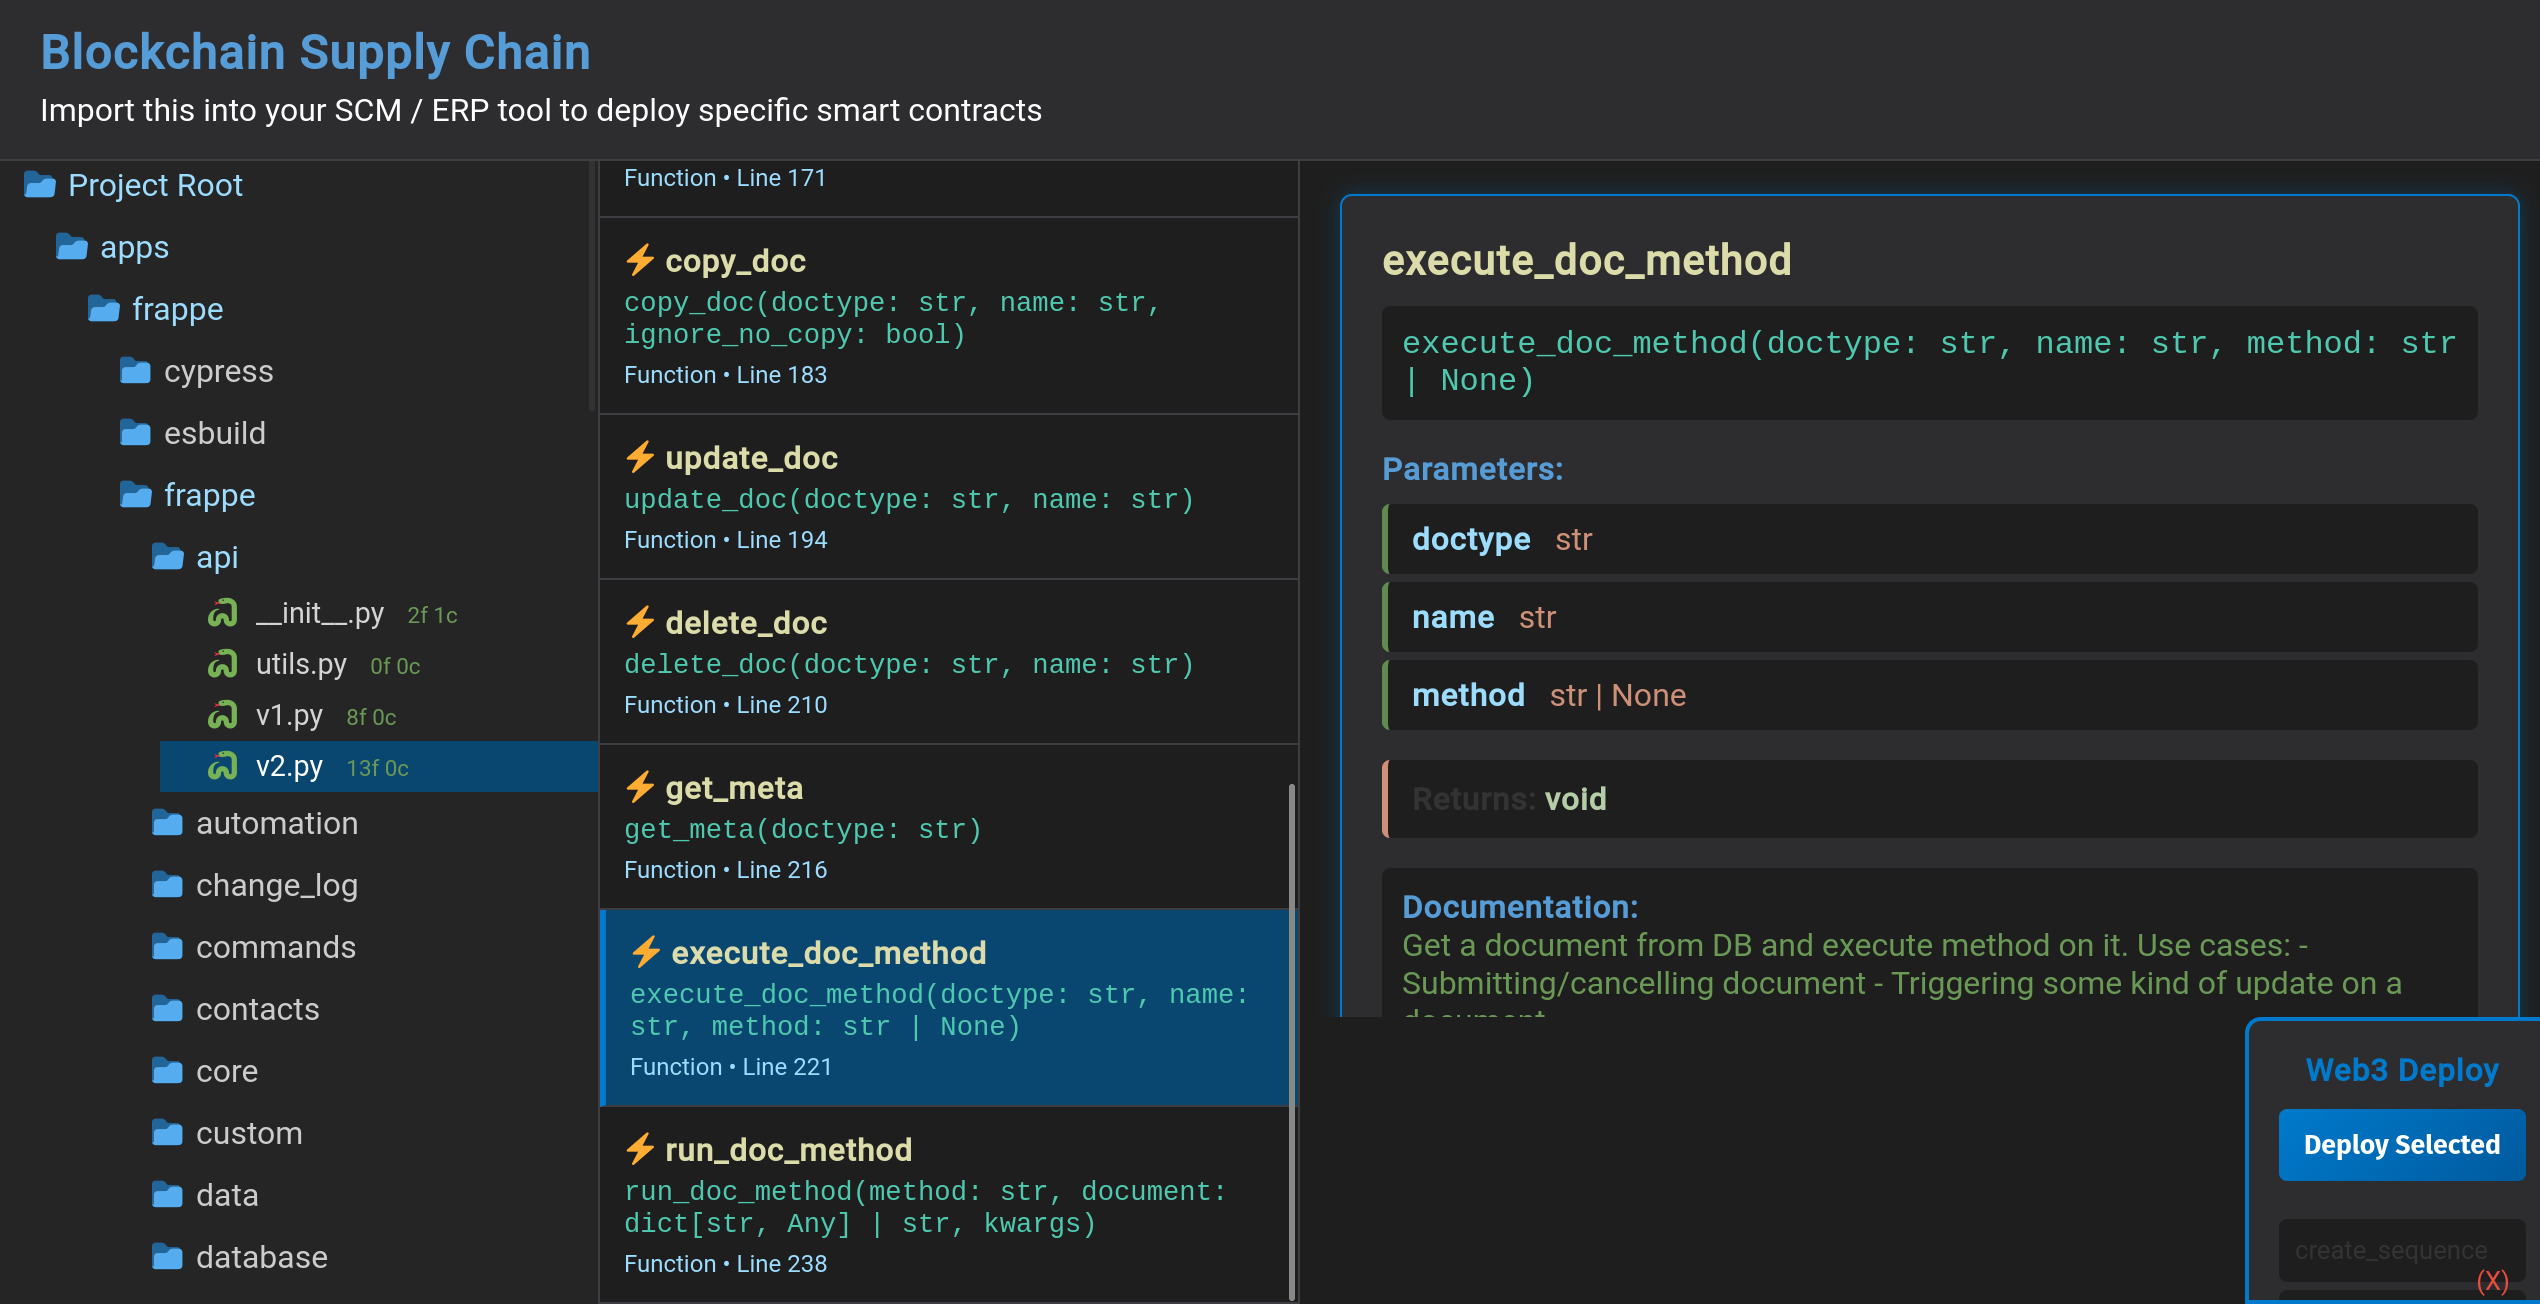 Blockchain Supply Chain
Import this into your SCM / ERP tool to deploy specific smart contracts
Project Root
apps
frappe
cypress
esbuild
frappe
api
__init__.py 2f 1c
utils.py 0f 0c
v1.py 8f 0c
v2.py 13f 0c
automation
change_log
commands
contacts
core
custom
data
database
Function • Line 171
copy_doc
copy_doc(doctype: str, name: str,
ignore_no_copy: bool)
Function • Line 183
update_doc
update_doc(doctype: str, name: str)
Function • Line 194
delete_doc
delete_doc(doctype: str, name: str)
Function • Line 210
get_meta
get_meta(doctype: str)
Function • Line 216
execute_doc_method
execute_doc_method(doctype: str, name:
str, method: str | None)
Function • Line 221
run_doc_method
run_doc_method(method: str, document:
dict[str, Any] | str, kwargs)
Function • Line 238
execute_doc_method
execute_doc_method(doctype: str, name: str, method: str
| None)
Parameters:
doctype str
name str
method str | None
Returns: void
Documentation:
Get a document from DB and execute method on it. Use cases: -
Submitting/cancelling document - Triggering some kind of update on a
Web3 Deploy
Deploy Selected
create_sequence
(X)